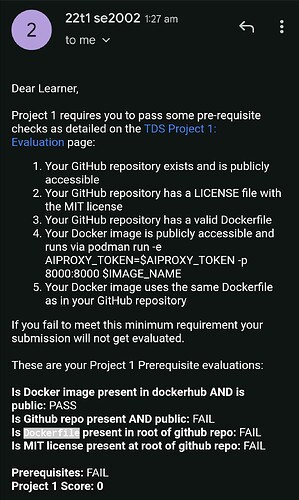 2
22t1 se2002 1:27 am
to me
Dear Learner,
Project 1 requires you to pass some pre-requisite
checks as detailed on the TDS Project 1:
Evaluation page:
1. Your GitHub repository exists and is publicly
accessible
2. Your GitHub repository has a LICENSE file with
the MIT license
3. Your GitHub repository has a valid Dockerfile
4. Your Docker image is publicly accessible and
runs via podman run -e
AIPROXY_TOKEN=$AIPROXY_TOKEN -p
8000:8000 $IMAGE_NAME
5. Your Docker image uses the same Dockerfile
as in your GitHub repository
If you fail to meet this minimum requirement your
submission will not get evaluated.
These are your Project 1 Prerequisite evaluations:
Is Docker image present in dockerhub AND is
public: PASS
Is Github repo present AND public: FAIL
Is Dockerfile present in root of github repo: FAIL
Is MIT license present at root of github repo: FAIL
Prerequisites: FAIL
Project 1 Score: 0